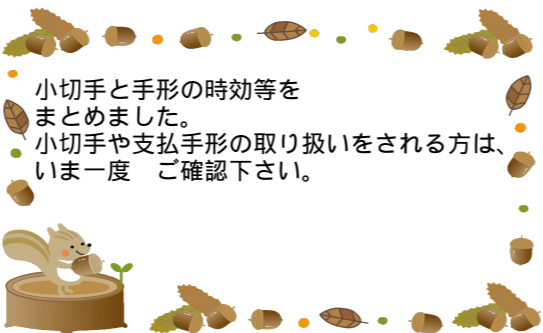 小切手と手形の時効等を
まとめました。
小切手や支払手形の取り扱いをされる方は、
いま一度　ご確認下さい。